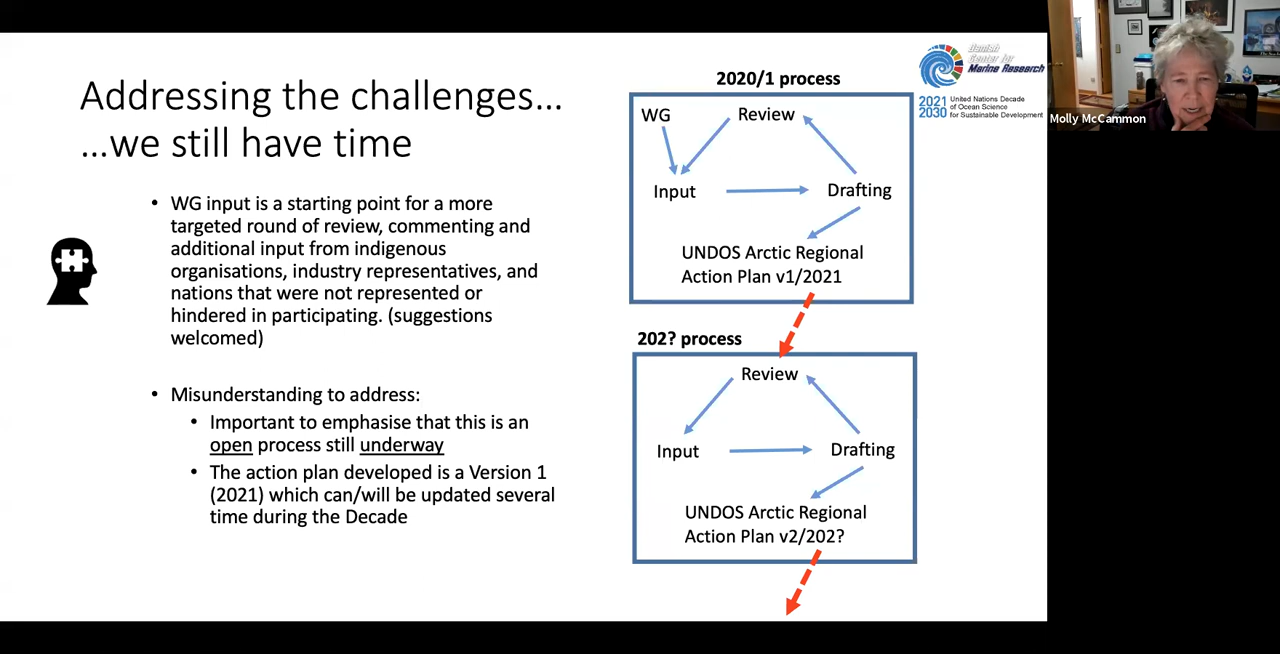 Addressing the challenges…
…we still have time
• WG input is a starting point for a more
targeted round of review, commenting and
additional input from indigenous
organisations, industry representatives, and
nations that were not represented or
hindered in participating. (suggestions
welcomed)
• Misunderstanding to address:
• Important to emphasise that this is an
open process still underway
• The action plan developed is a Version 1
(2021) which can/will be updated several
time during the Decade
2020/1 process
WG
Review
Input
Drafting
UNDOS Arctic Regional
Action Plan v1/2021
202? process
Review
Input
Drafting
UNDOS Arctic Regional
Action Plan v2/202?
Danish
Center for
Marine Research
2021
2030
United Nations Decade
of Ocean Science
for Sustainable Development
Molly McCammon